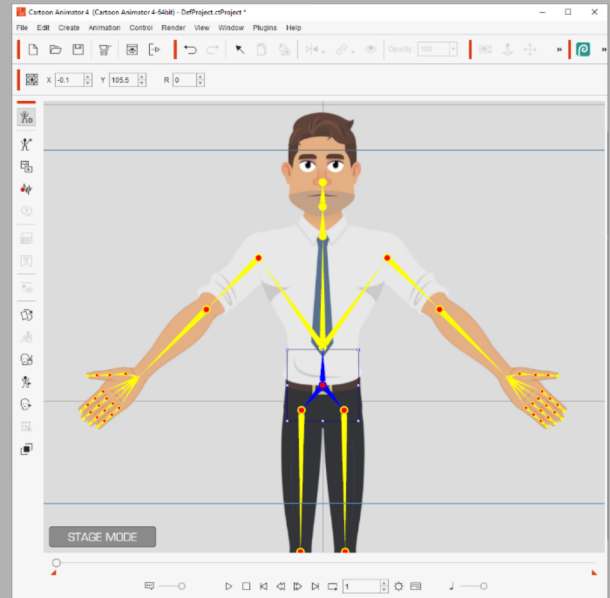 Cartoon Animator 4 (Cartoon Animator 4-64bit) - DefProject.ctProject *
File Edit Create Animation Control Render View Window Plugins Help
Opacity 100
X -0.1 Y 105.5 R 0
STAGE MODE
1